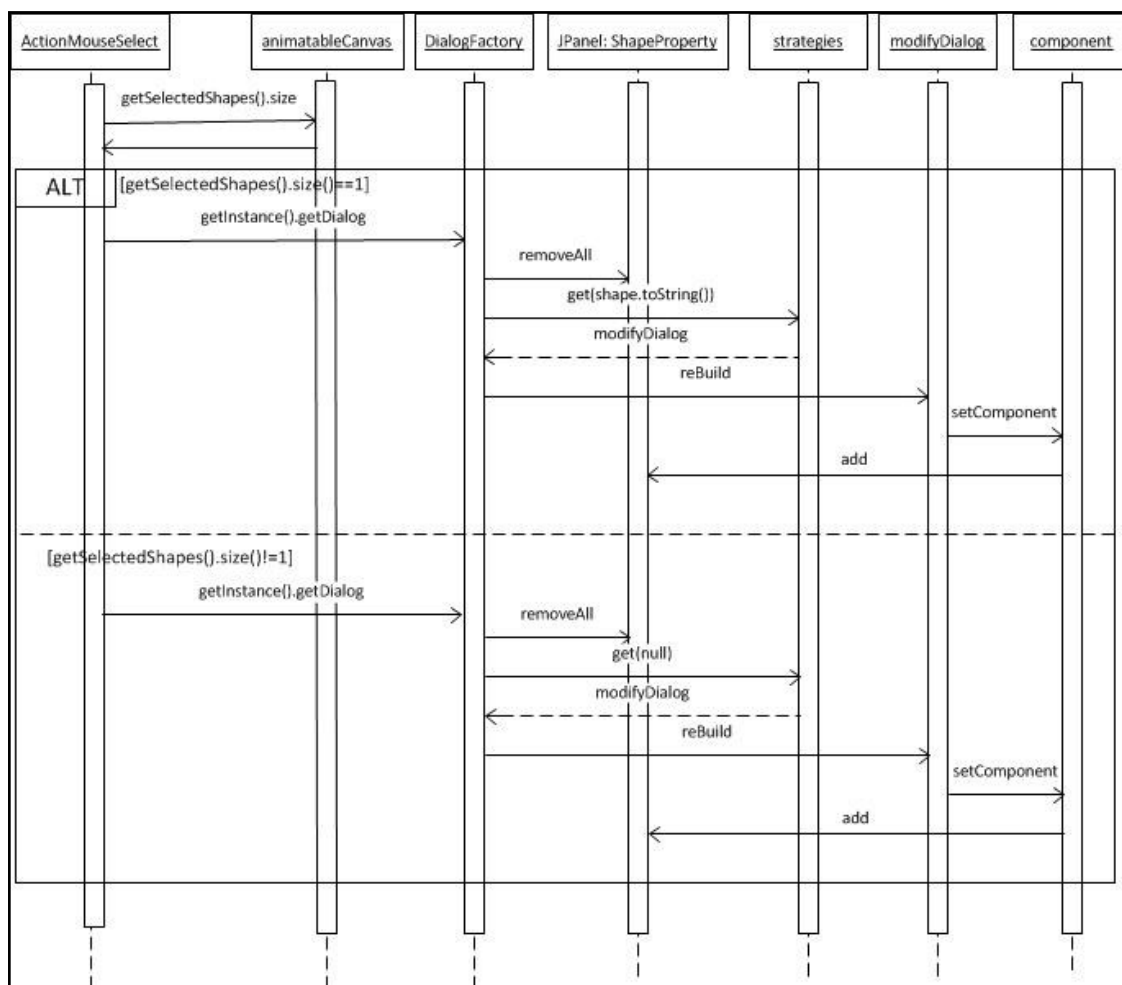 ActionMouseSelect
animatableCanvas
DialogFactory
JPanel: ShapeProperty
strategies
modifyDialog
component
getSelectedShapes().size
ALT
[getSelectedShapes().size()==1]
getInstance().getDialog
removeAll
get(shape.toString())
modifyDialog
reBuild
setComponent
add
[getSelectedShapes().size()!=1]
getInstance().getDialog
removeAll
get(null)
modifyDialog
reBuild
setComponent
add